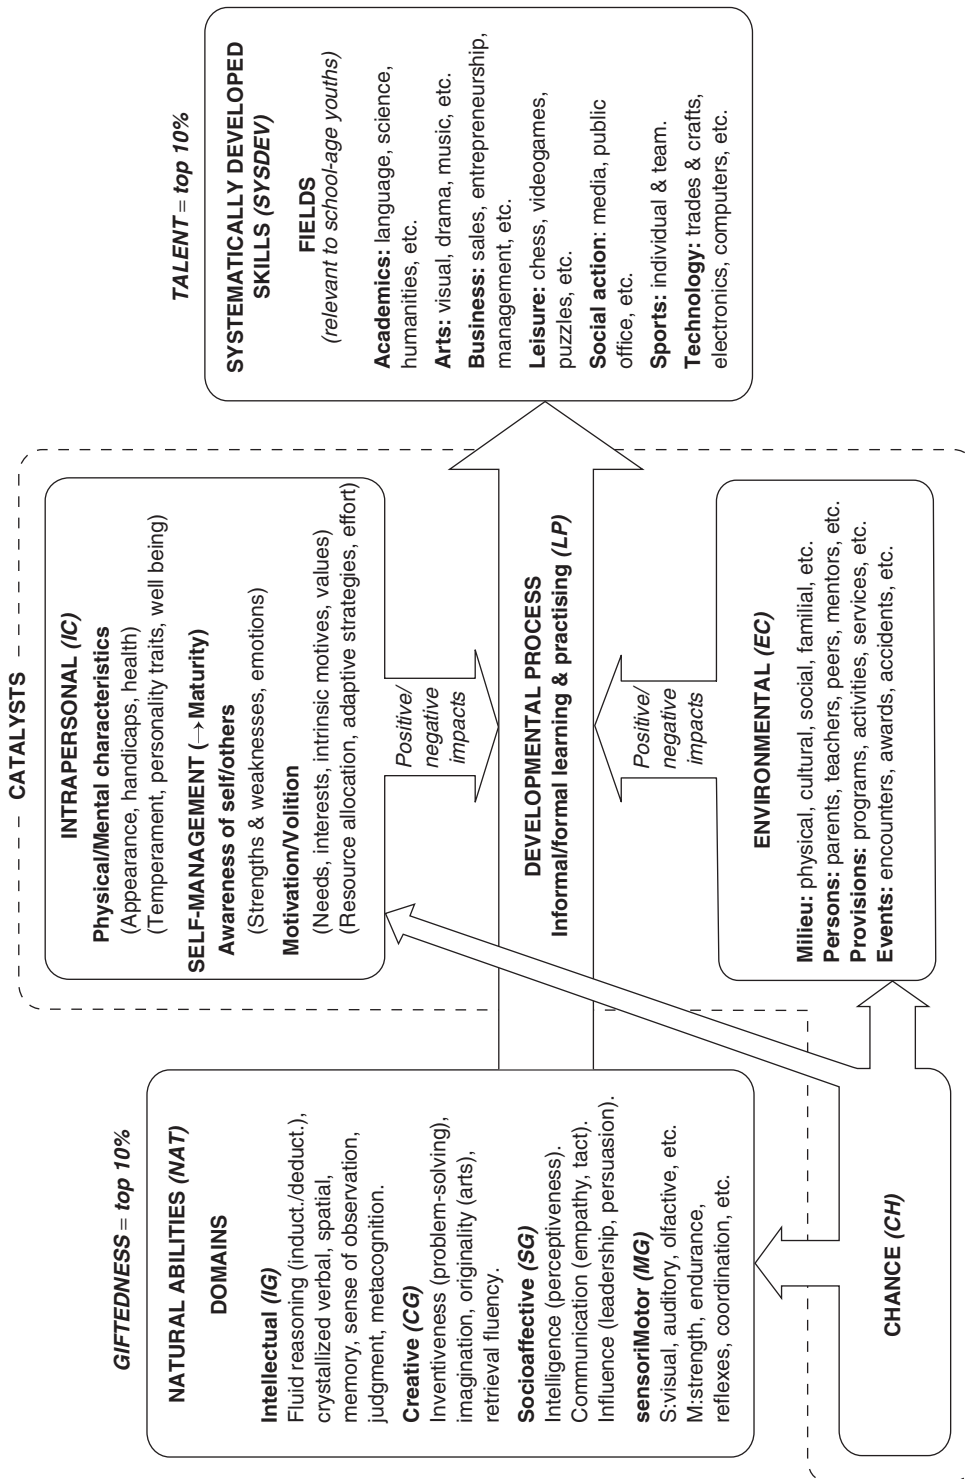 GIFTEDNESS = top 10%
NATURAL ABILITIES (NAT)
DOMAINS
Intellectual (IG)
Fluid reasoning (induct./deduct.),
crystallized verbal, spatial,
memory, sense of observation,
judgment, metacognition.
Creative (CG)
Inventiveness (problem-solving),
imagination, originality (arts),
retrieval fluency.
Socioaffective (SG)
Intelligence (perceptiveness).
Communication (empathy, tact).
Influence (leadership, persuasion).
sensoriMotor (MG)
S:visual, auditory, olfactive, etc.
M:strength, endurance,
reflexes, coordination, etc.
CHANCE (CH)
CATALYSTS
INTRAPERSONAL (IC)
Physical/Mental characteristics
(Appearance, handicaps, health)
(Temperament, personality traits, well being)
SELF-MANAGEMENT (→Maturity)
Awareness of self/others
(Strengths & weaknesses, emotions)
Motivation/Volition
(Needs, interests, intrinsic motives, values)
(Resource allocation, adaptive strategies, effort)
Positive/
negative
impacts
DEVELOPMENTAL PROCESS
Informal/formal learning & practising (LP)
Positive/
negative
impacts
ENVIRONMENTAL (EC)
Milieu: physical, cultural, social, familial, etc.
Persons: parents, teachers, peers, mentors, etc.
Provisions: programs, activities, services, etc.
Events: encounters, awards, accidents, etc.
TALENT = top 10%
SYSTEMATICALLY DEVELOPED
SKILLS (SYSDEV)
FIELDS
(relevant to school-age youths)
Academics: language, science,
humanities, etc.
Arts: visual, drama, music, etc.
Business: sales, entrepreneurship,
management, etc.
Leisure: chess, videogames,
puzzles, etc.
Social action: media, public
office, etc.
Sports: individual & team.
Technology: trades & crafts,
electronics, computers, etc.